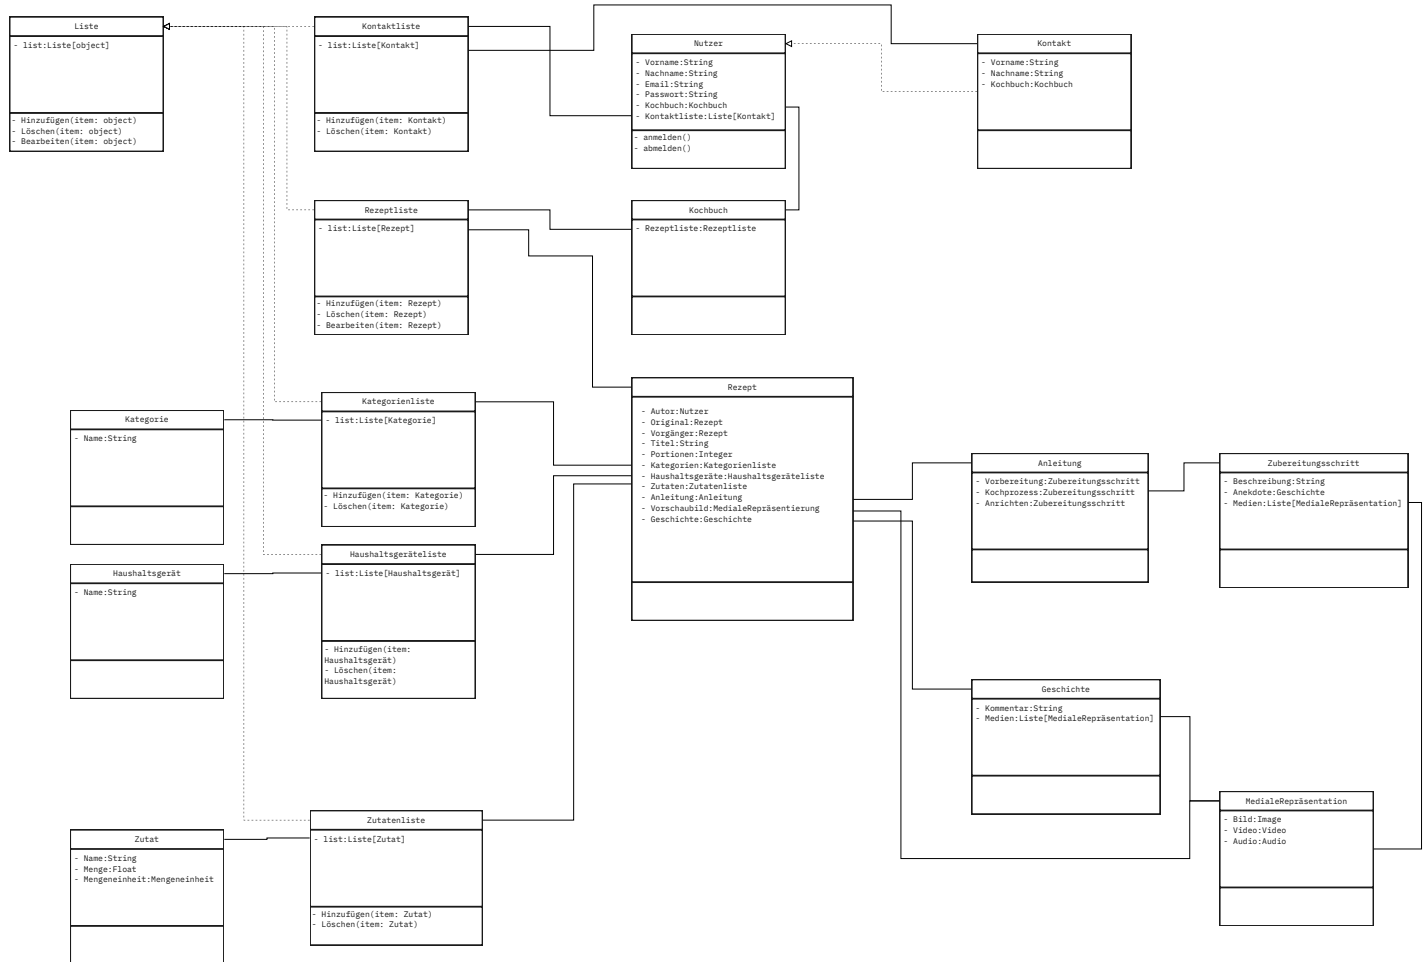 Liste
- list:Liste[object]
- Hinzufügen(item: object)
- Löschen(item: object)
- Bearbeiten(item: object)
Kontaktliste
- list:Liste[Kontakt]
- Hinzufügen(item: Kontakt)
- Löschen(item: Kontakt)
Nutzer
- Vorname:String
- Nachname:String
- Email:String
- Passwort:String
- Kochbuch:Kochbuch
- Kontaktliste:Liste[Kontakt]
- anmelden()
- abmelden()
Kontakt
- Vorname:String
- Nachname:String
- Kochbuch:Kochbuch
Rezeptliste
- list:Liste[Rezept]
- Hinzufügen(item: Rezept)
- Löschen(item: Rezept)
- Bearbeiten(item: Rezept)
Kochbuch
- Rezeptliste:Rezeptliste
Kategorie
- Name:String
Kategorienliste
- list:Liste[Kategorie]
- Hinzufügen(item: Kategorie)
- Löschen(item: Kategorie)
Rezept
- Autor:Nutzer
- Original:Rezept
- Vorgänger:Rezept
- Titel:String
- Portionen:Integer
- Kategorien:Kategorienliste
- Haushaltsgeräte:Haushaltsgeräteliste
- Zutaten:Zutatenliste
- Anleitung:Anleitung
- Vorschaubild:MedialeRepräsentierung
- Geschichte:Geschichte
Anleitung
- Vorbereitung:Zubereitungsschritt
- Kochprozess:Zubereitungsschritt
- Anrichten:Zubereitungsschritt
Zubereitungsschritt
- Beschreibung:String
- Anekdote:Geschichte
- Medien:Liste[MedialeRepräsentation]
Haushaltsgerät
- Name:String
Haushaltsgeräteliste
- list:Liste[Haushaltsgerät]
- Hinzufügen(item:
Haushaltsgerät)
- Löschen(item:
Haushaltsgerät)
Geschichte
- Kommentar:String
- Medien:Liste[MedialeRepräsentation]
MedialeRepräsentation
- Bild:Image
- Video:Video
- Audio:Audio
Zutat
- Name:String
- Menge:Float
- Mengeneinheit:Mengeneinheit
Zutatenliste
- list:Liste[Zutat]
- Hinzufügen(item: Zutat)
- Löschen(item: Zutat)